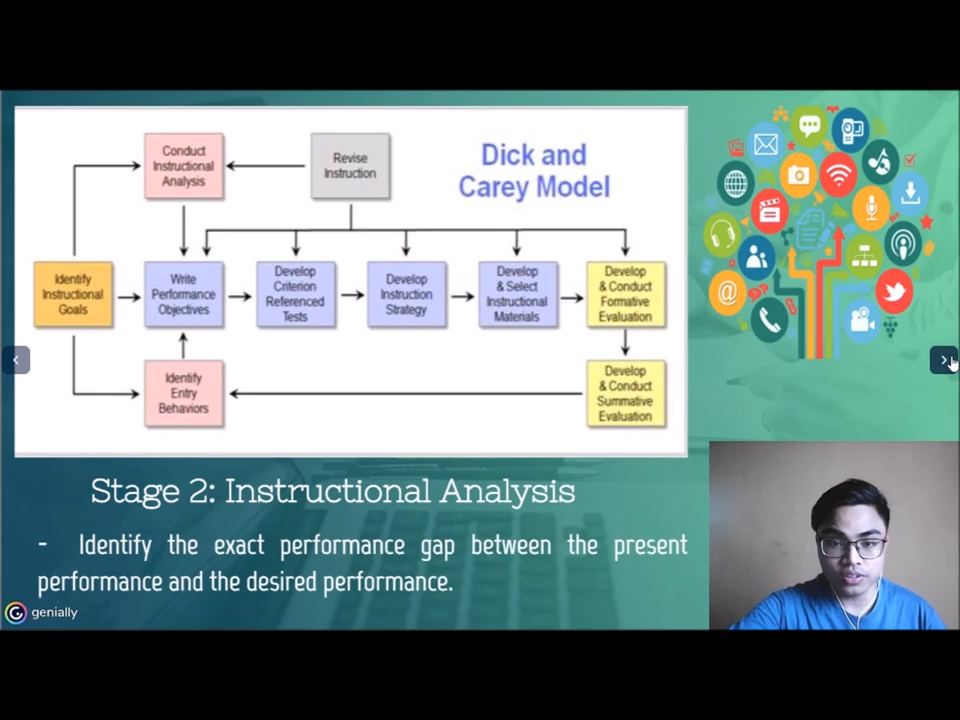 Dick and
Carey Model
Conduct
Instructional
Analysis
Revise
Instruction
Identify
Instructional
Goals
Write
Performance
Objectives
Develop
Criterion
Referenced
Tests
Develop
Instruction
Strategy
Develop
& Select
Instructional
Materials
Develop
& Conduct
Formative
Evaluation
Identify
Entry
Behaviors
Develop
& Conduct
Summative
Evaluation
Stage 2: Instructional Analysis
- Identify the exact performance gap between the present
performance and the desired performance.
genially